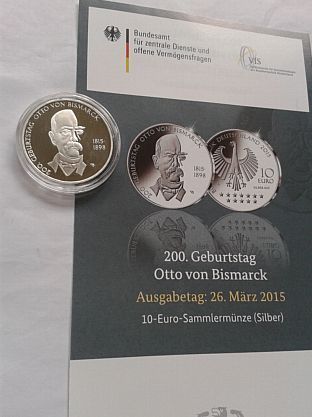 Bundesamt
für zentrale Dienste und
offene Vermögensfragen
vfs
200. GEBURTSTAG OTTO VON BISMARCK
1815-
1898
200. GEBURTSTAG OTTO VON BISMARCK
1815-
1898
DEUTSCHLAND 2015
10
EURO
200. Geburtstag
Otto von Bismarck
Ausgabetag: 26. März 2015
10-Euro-Sammlermünze (Silber)